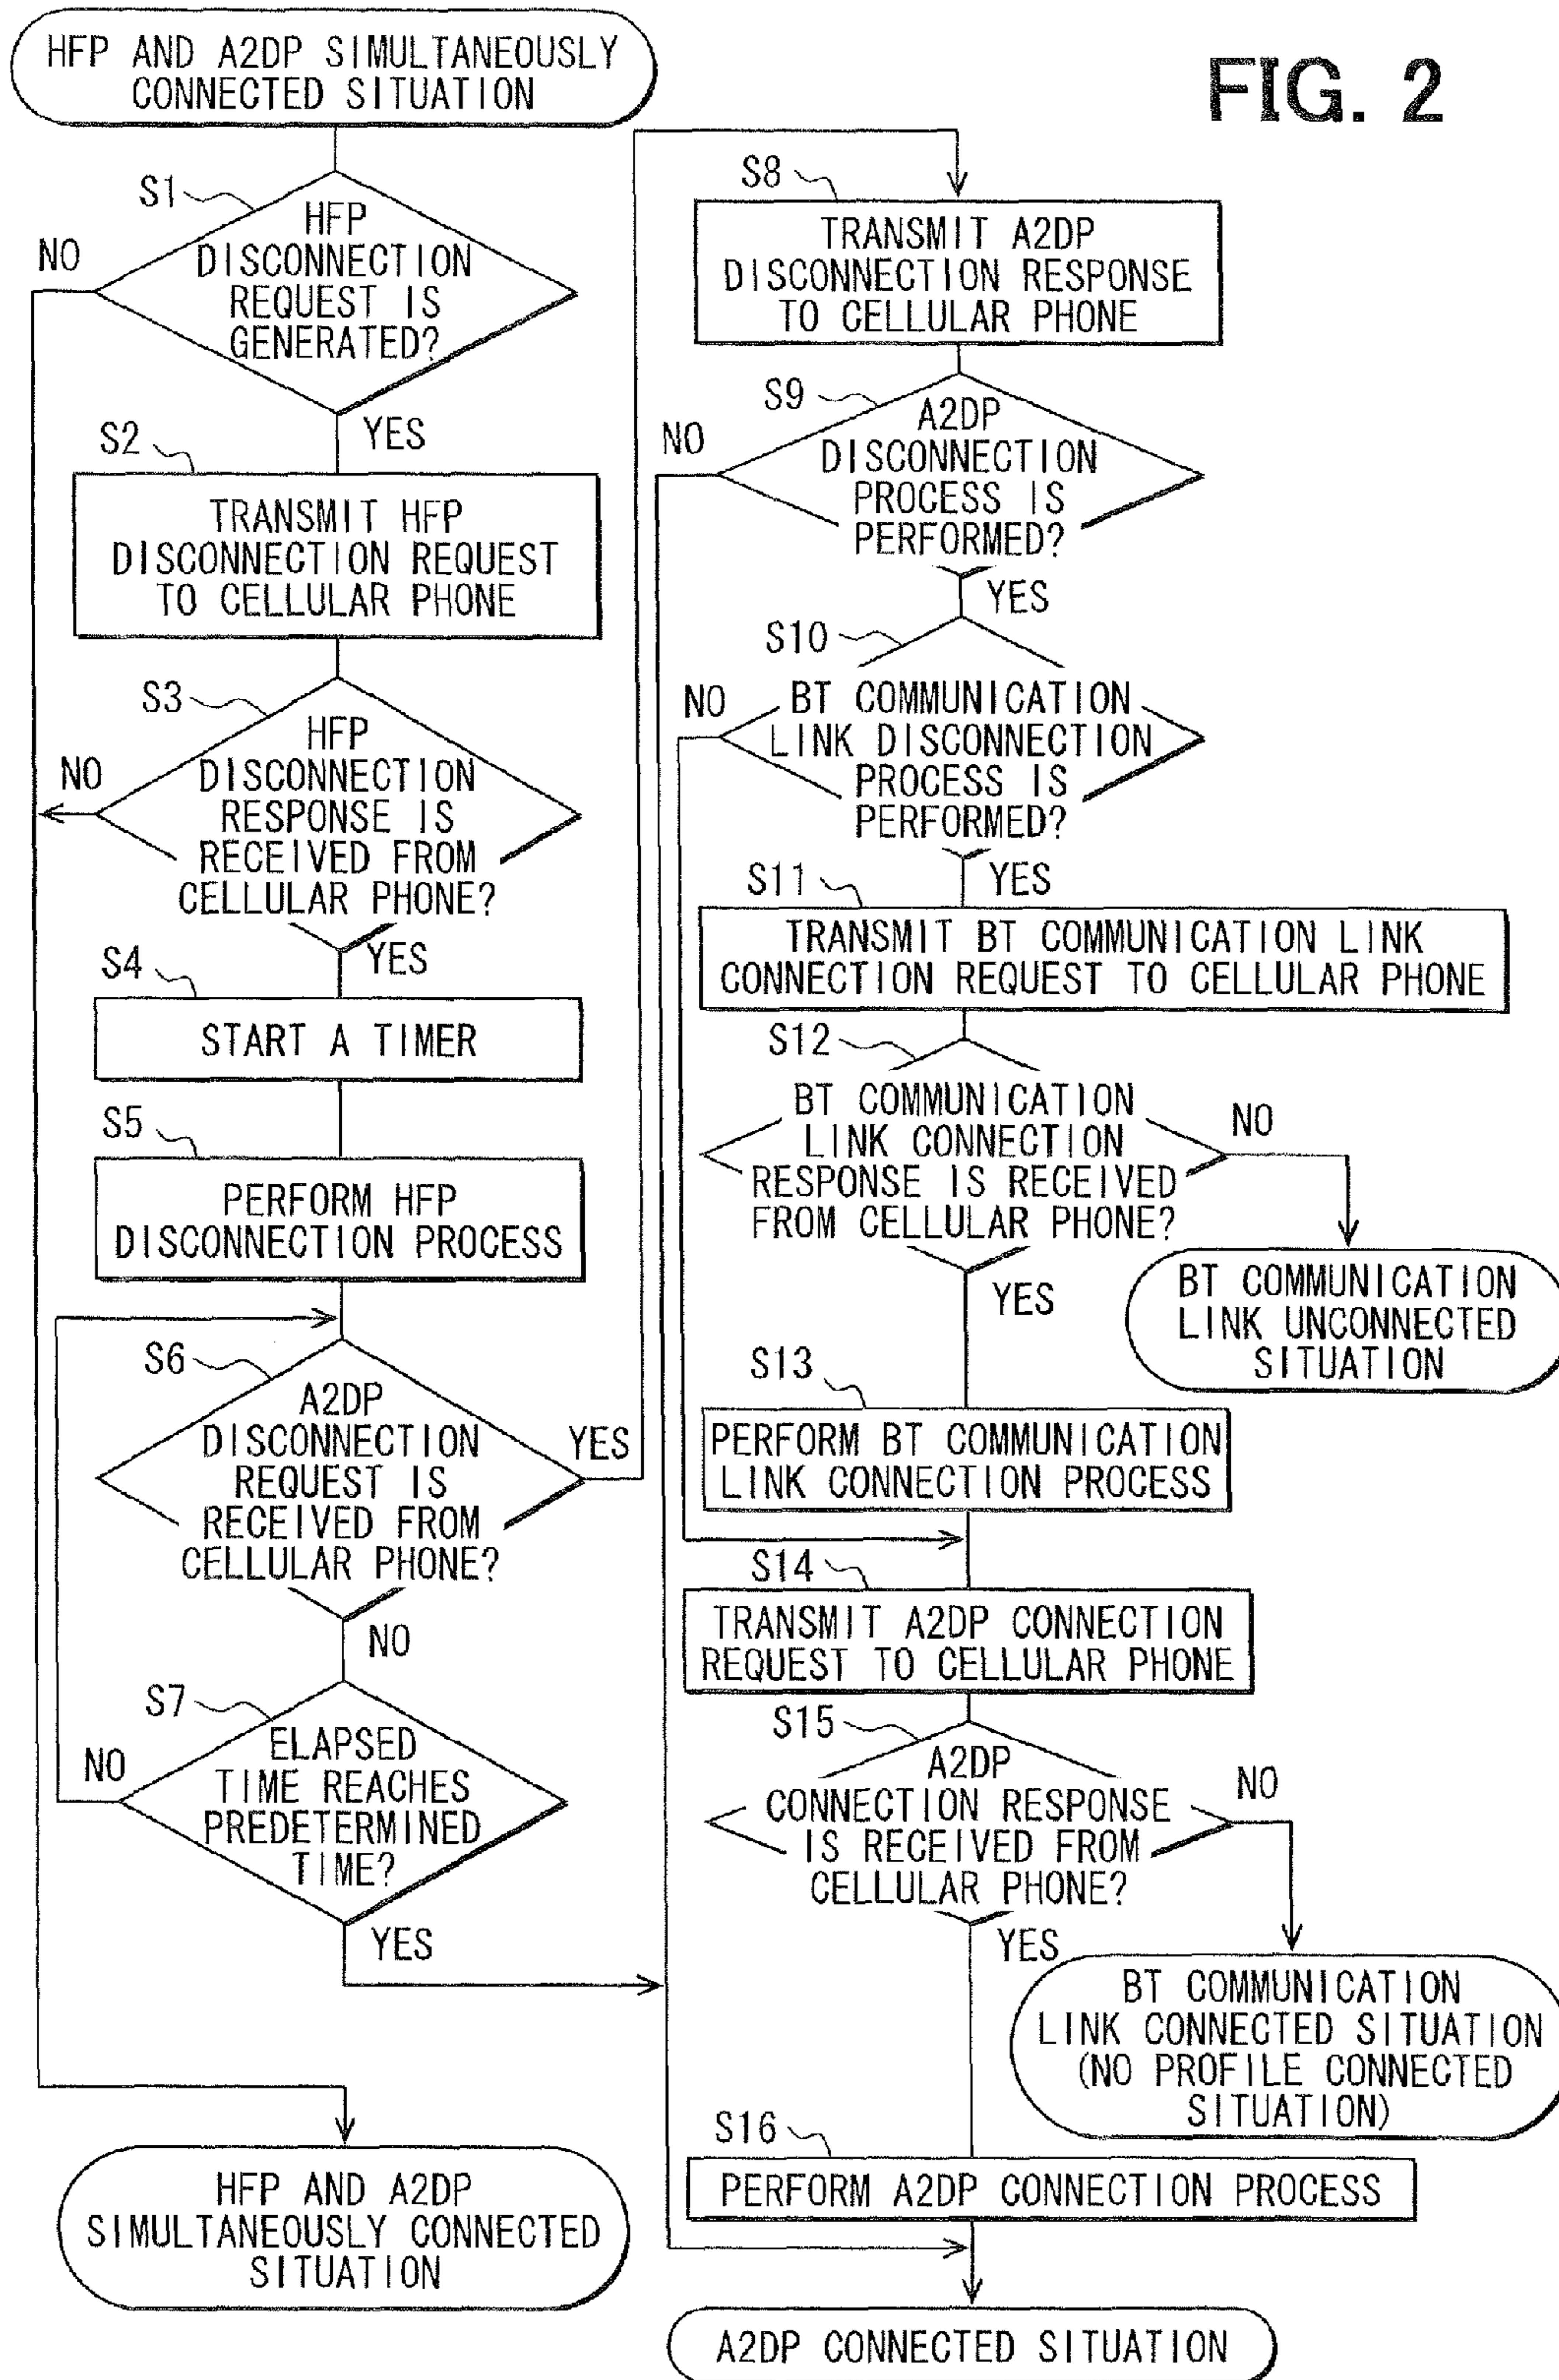 FIG. 2
HFP AND A2DP SIMULTANEOUSLY
CONNECTED SITUATION
S1
HFP
DISCONNECTION
REQUEST IS
GENERATED?
NO
YES
S2
TRANSMIT HFP
DISCONNECTION REQUEST
TO CELLULAR PHONE
S3
HFP
DISCONNECTION
RESPONSE IS
RECEIVED FROM
CELLULAR PHONE?
NO
YES
S4
START A TIMER
S5
PERFORM HFP
DISCONNECTION PROCESS
S6
A2DP
DISCONNECTION
REQUEST IS
RECEIVED FROM
CELLULAR PHONE?
YES
NO
S7
ELAPSED
TIME REACHES
PREDETERMINED
TIME?
NO
YES
HFP AND A2DP
SIMULTANEOUSLY CONNECTED
SITUATION
S8
TRANSMIT A2DP
DISCONNECTION RESPONSE
TO CELLULAR PHONE
S9
A2DP
DISCONNECTION
PROCESS IS
PERFORMED?
NO
YES
S10
BT COMMUNICATION
LINK DISCONNECTION
PROCESS IS
PERFORMED?
NO
YES
S11
TRANSMIT BT COMMUNICATION LINK
CONNECTION REQUEST TO CELLULAR PHONE
S12
BT COMMUNICATION
LINK CONNECTION
RESPONSE IS RECEIVED
FROM CELLULAR PHONE?
NO
YES
BT COMMUNICATION
LINK UNCONNECTED
SITUATION
S13
PERFORM BT COMMUNICATION
LINK CONNECTION PROCESS
S14
TRANSMIT A2DP CONNECTION
REQUEST TO CELLULAR PHONE
S15
A2DP
CONNECTION RESPONSE
IS RECEIVED FROM
CELLULAR PHONE?
NO
YES
BT COMMUNICATION
LINK CONNECTED SITUATION
(NO PROFILE CONNECTED
SITUATION)
S16
PERFORM A2DP CONNECTION PROCESS
A2DP CONNECTED SITUATION